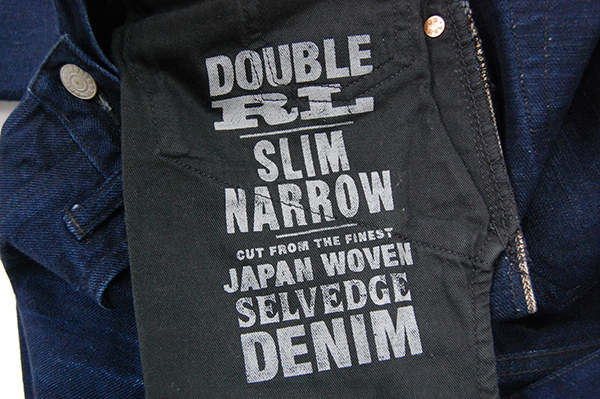 DOUBLE
RL
SLIM
NARROW
CUT FROM THE FINEST
JAPAN WOVEN
SELVEDGE
DENIM